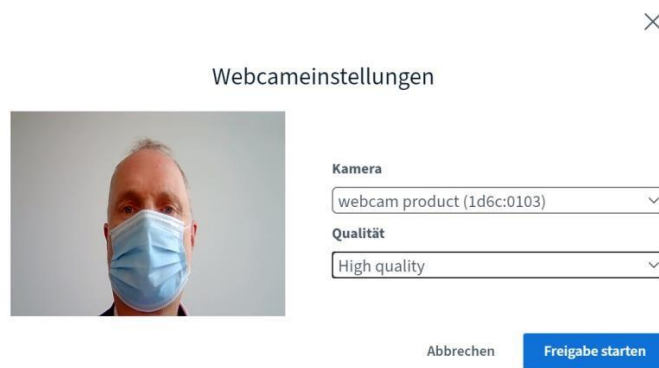 Webcameinstellungen
Kamera
webcam product (1d6c:0103)
Qualität
High quality
Abbrechen
Freigabe starten